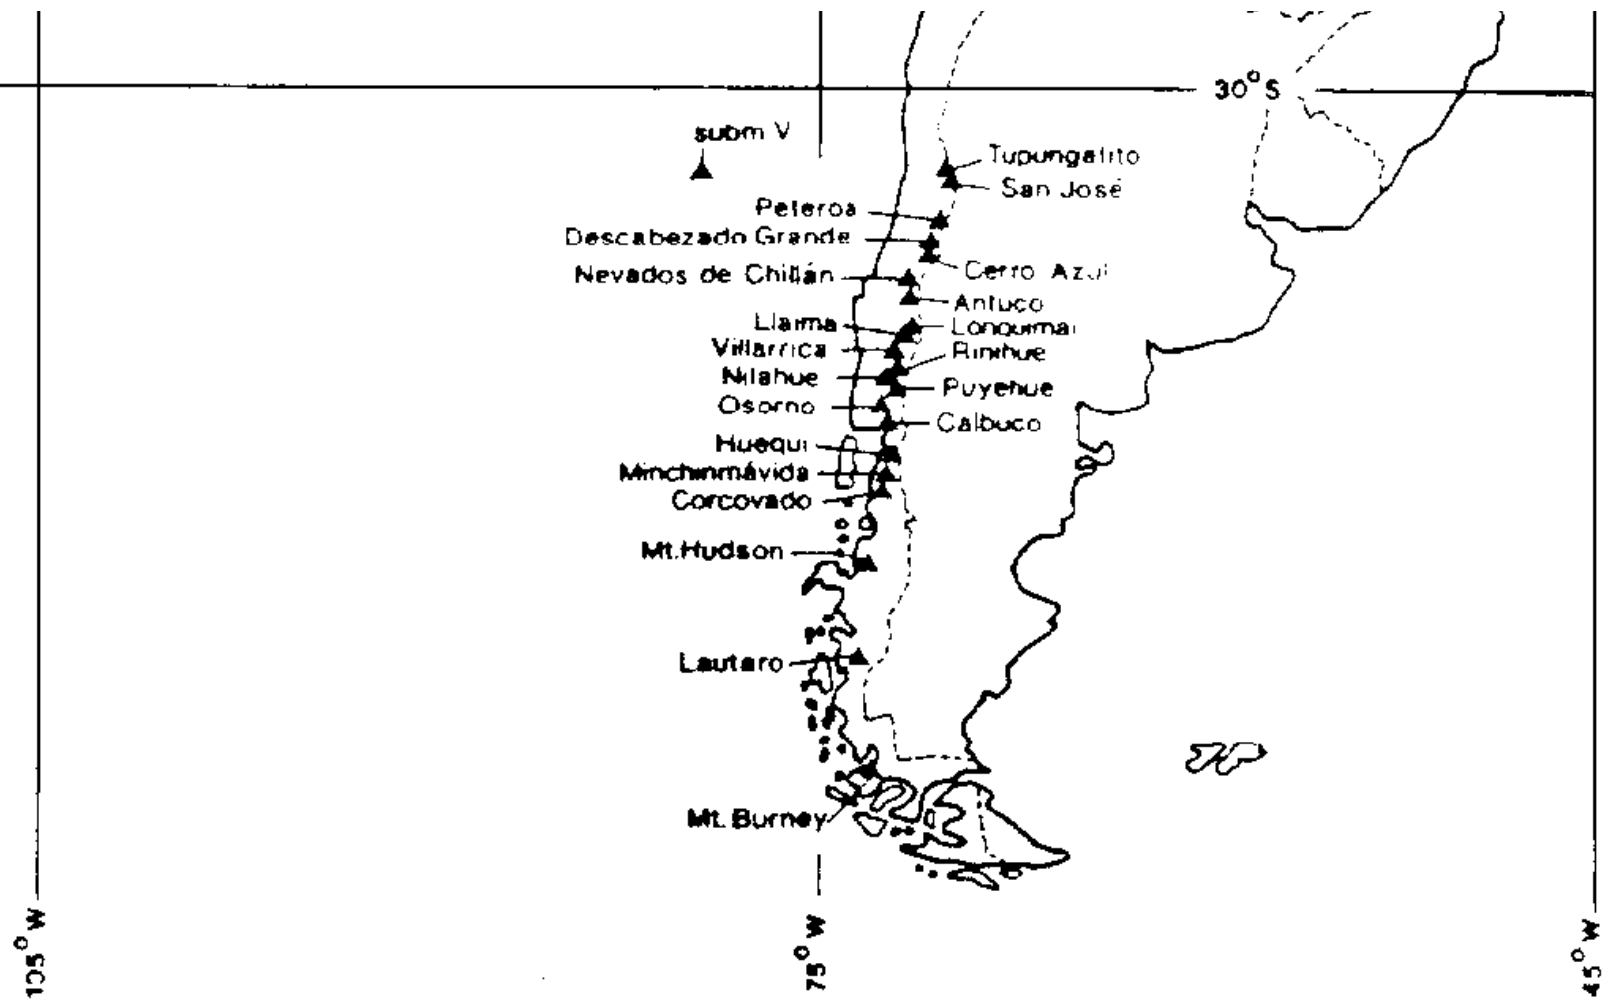 30°S
subm V
Tupungatito
San José
Peteroa
Descabezado Grande
Cerro Azul
Nevados de Chillán
Antuco
Llaima
Lonquimai
Villarrica
Rinihue
Nilahue
Puyehue
Osorno
Calbuco
Huequi
Minchinmávida
Corcovado
Mt. Hudson
Lautaro
Mt. Burney
105°W
75°W
45°W